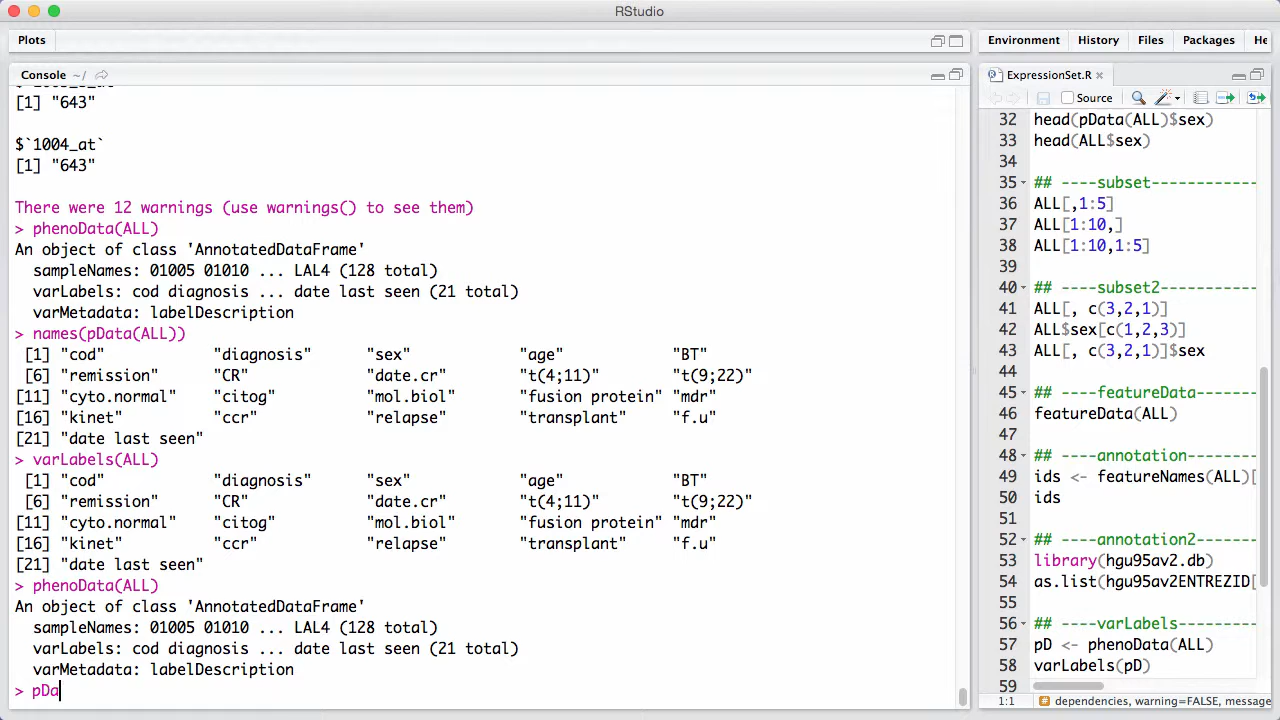 RStudio
Plots
Console ~/
[1] "643"
$`1004_at`
[1] "643"
There were 12 warnings (use warnings() to see them)
> phenoData(ALL)
An object of class 'AnnotatedDataFrame'
  sampleNames: 01005 01010 ... LAL4 (128 total)
  varLabels: cod diagnosis ... date last seen (21 total)
  varMetadata: labelDescription
> names(pData(ALL))
 [1] "cod"            "diagnosis"      "sex"            "age"            "BT"
 [6] "remission"      "CR"             "date.cr"        "t(4;11)"        "t(9;22)"
[11] "cyto.normal"    "citog"          "mol.biol"       "fusion protein" "mdr"
[16] "kinet"          "ccr"            "relapse"        "transplant"     "f.u"
[21] "date last seen"
> varLabels(ALL)
 [1] "cod"            "diagnosis"      "sex"            "age"            "BT"
 [6] "remission"      "CR"             "date.cr"        "t(4;11)"        "t(9;22)"
[11] "cyto.normal"    "citog"          "mol.biol"       "fusion protein" "mdr"
[16] "kinet"          "ccr"            "relapse"        "transplant"     "f.u"
[21] "date last seen"
> phenoData(ALL)
An object of class 'AnnotatedDataFrame'
  sampleNames: 01005 01010 ... LAL4 (128 total)
  varLabels: cod diagnosis ... date last seen (21 total)
  varMetadata: labelDescription
> pDa
Environment History Files Packages He
ExpressionSet.R
Source
32 head(pData(ALL)$sex)
33 head(ALL$sex)
34
35 ## ----subset------------
36 ALL[,1:5]
37 ALL[1:10,]
38 ALL[1:10,1:5]
39
40 ## ----subset2-----------
41 ALL[, c(3,2,1)]
42 ALL$sex[c(1,2,3)]
43 ALL[, c(3,2,1)]$sex
44
45 ## ----featureData-------
46 featureData(ALL)
47
48 ## ----annotation--------
49 ids <- featureNames(ALL)[
50 ids
51
52 ## ----annotation2-------
53 library(hgu95av2.db)
54 as.list(hgu95av2ENTREZID[
55
56 ## ----varLabels---------
57 pD <- phenoData(ALL)
58 varLabels(pD)
59
1:1 # dependencies, warning=FALSE, message